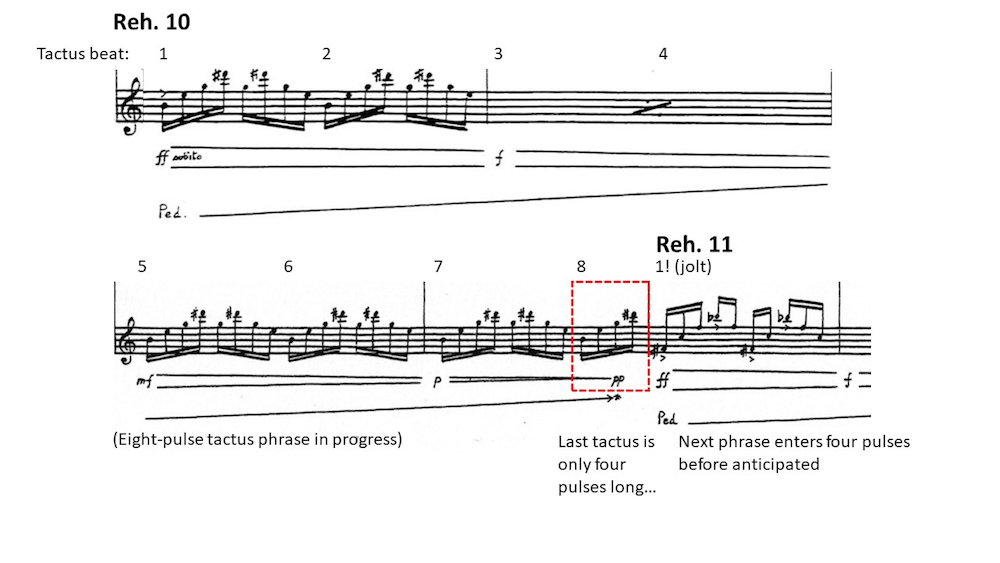 Reh. 10
Tactus beat: 1 2 3 4
ff subito f
Ped.
Reh. 11
5 6 7 8 1! (jolt)
mf p pp ff f
Ped
(Eight-pulse tactus phrase in progress)
Last tactus is
only four
pulses long…
Next phrase enters four pulses
before anticipated